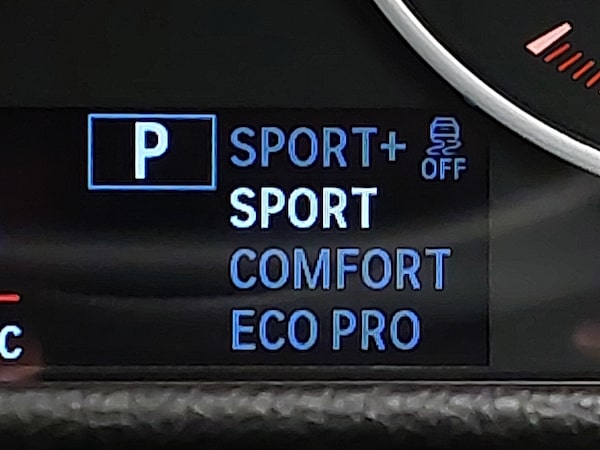 P SPORT+
OFF
SPORT
COMFORT
ECO PRO
C